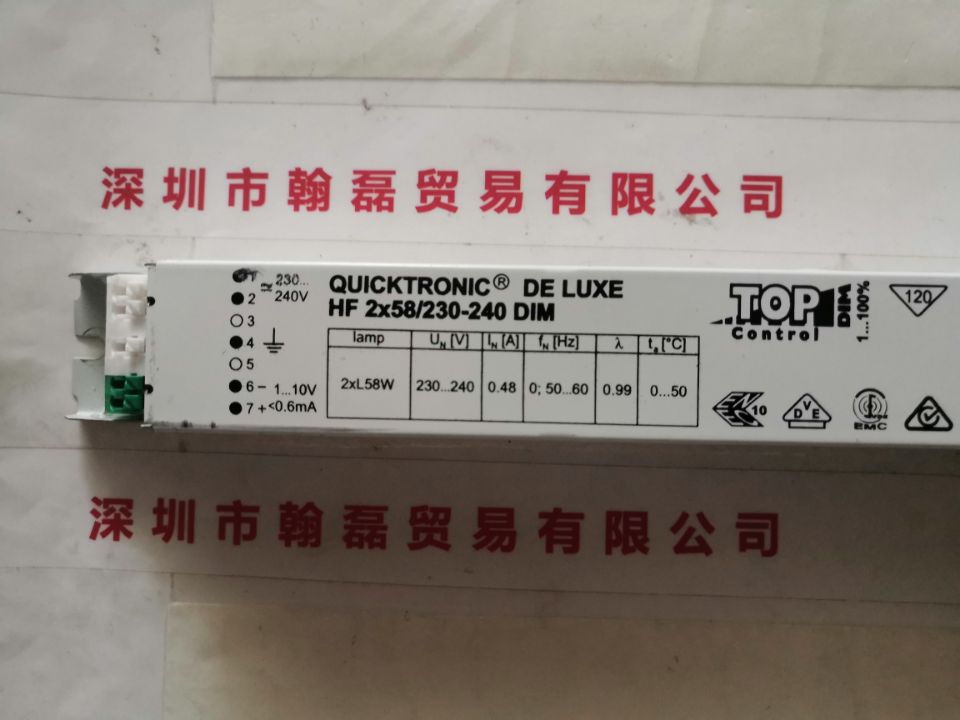 深圳市翰磊贸易有限公司
1 ≃ 230...
2 240V
3
4
5
6 − 1...10V
7 + <0.6mA
QUICKTRONIC® DE LUXE
HF 2x58/230-240 DIM
lamp UN [V] IN [A] fN [Hz] λ ta [°C]
2xL58W 230...240 0.48 0; 50...60 0.99 0...50
TOP DIM
Control
1...100%
120
10
DVE
EMC
深圳市翰磊贸易有限公司